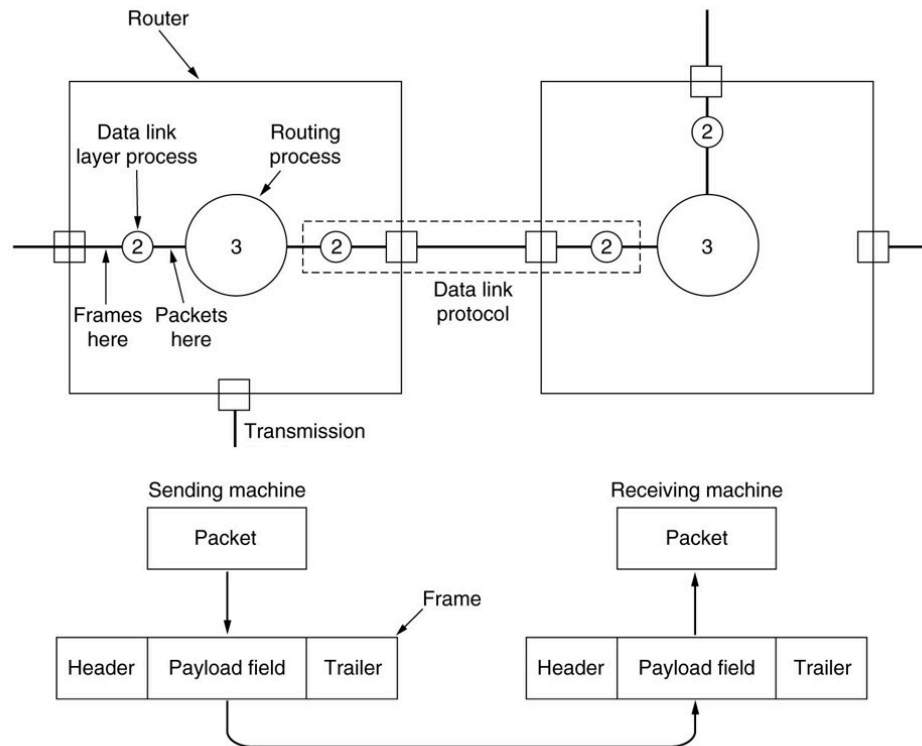 Router
Data link
layer process
Routing
process
2
2
3
2
2
3
Frames
here
Packets
here
Data link
protocol
Transmission
Sending machine
Receiving machine
Packet
Packet
Frame
Header
Payload field
Trailer
Header
Payload field
Trailer